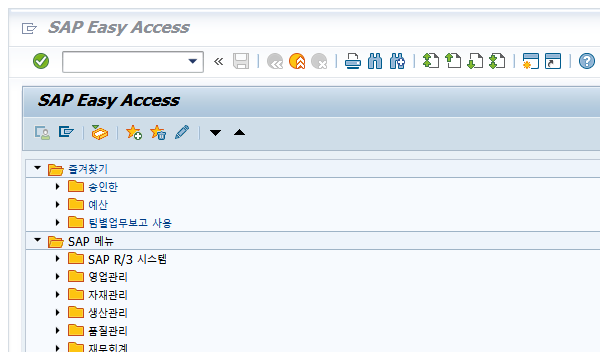 SAP Easy Access
SAP Easy Access
즐겨찾기
송인한
예산
팀별업무보고 사용
SAP 메뉴
SAP R/3 시스템
영업관리
자재관리
생산관리
품질관리
재무회계